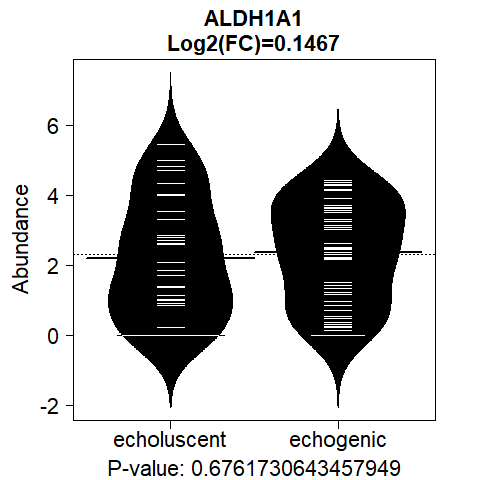 ALDH1A1
Log2(FC)=0.1467
Abundance
6
4
2
0
-2
echoluscent echogenic
P-value: 0.6761730643457949